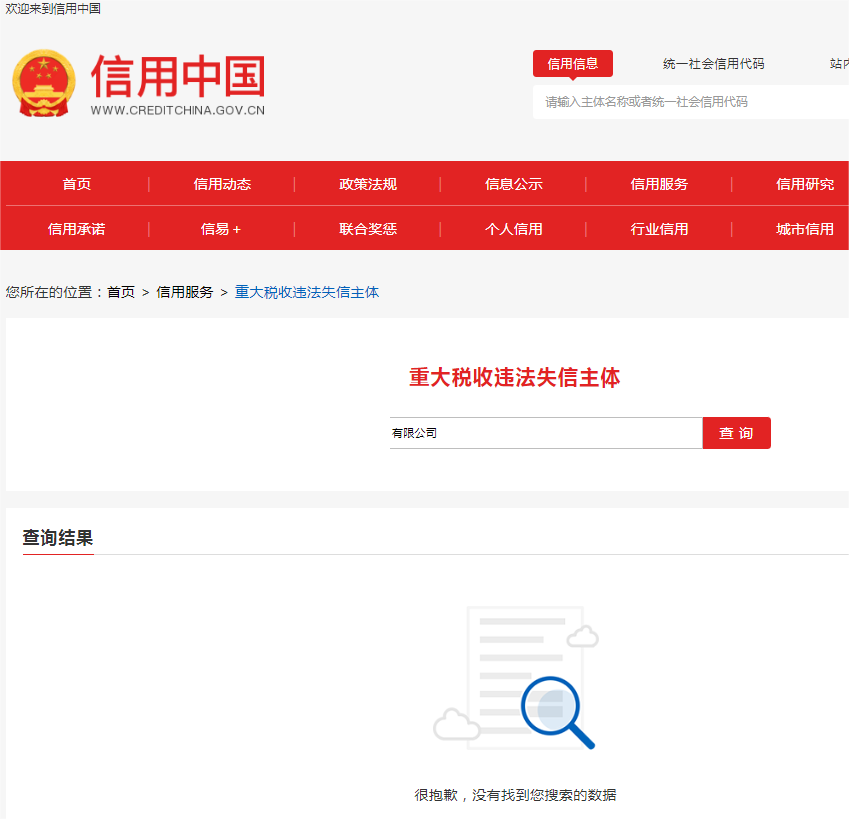 欢迎来到信用中国
信用中国
WWW.CREDITCHINA.GOV.CN
信用信息 统一社会信用代码 站内
请输入主体名称或者统一社会信用代码
首页 | 信用动态 | 政策法规 | 信息公示 | 信用服务 | 信用研究
信用承诺 | 信易+ | 联合奖惩 | 个人信用 | 行业信用 | 城市信用
您所在的位置：首页 > 信用服务 > 重大税收违法失信主体
重大税收违法失信主体
有限公司 查 询
查询结果
很抱歉，没有找到您搜索的数据